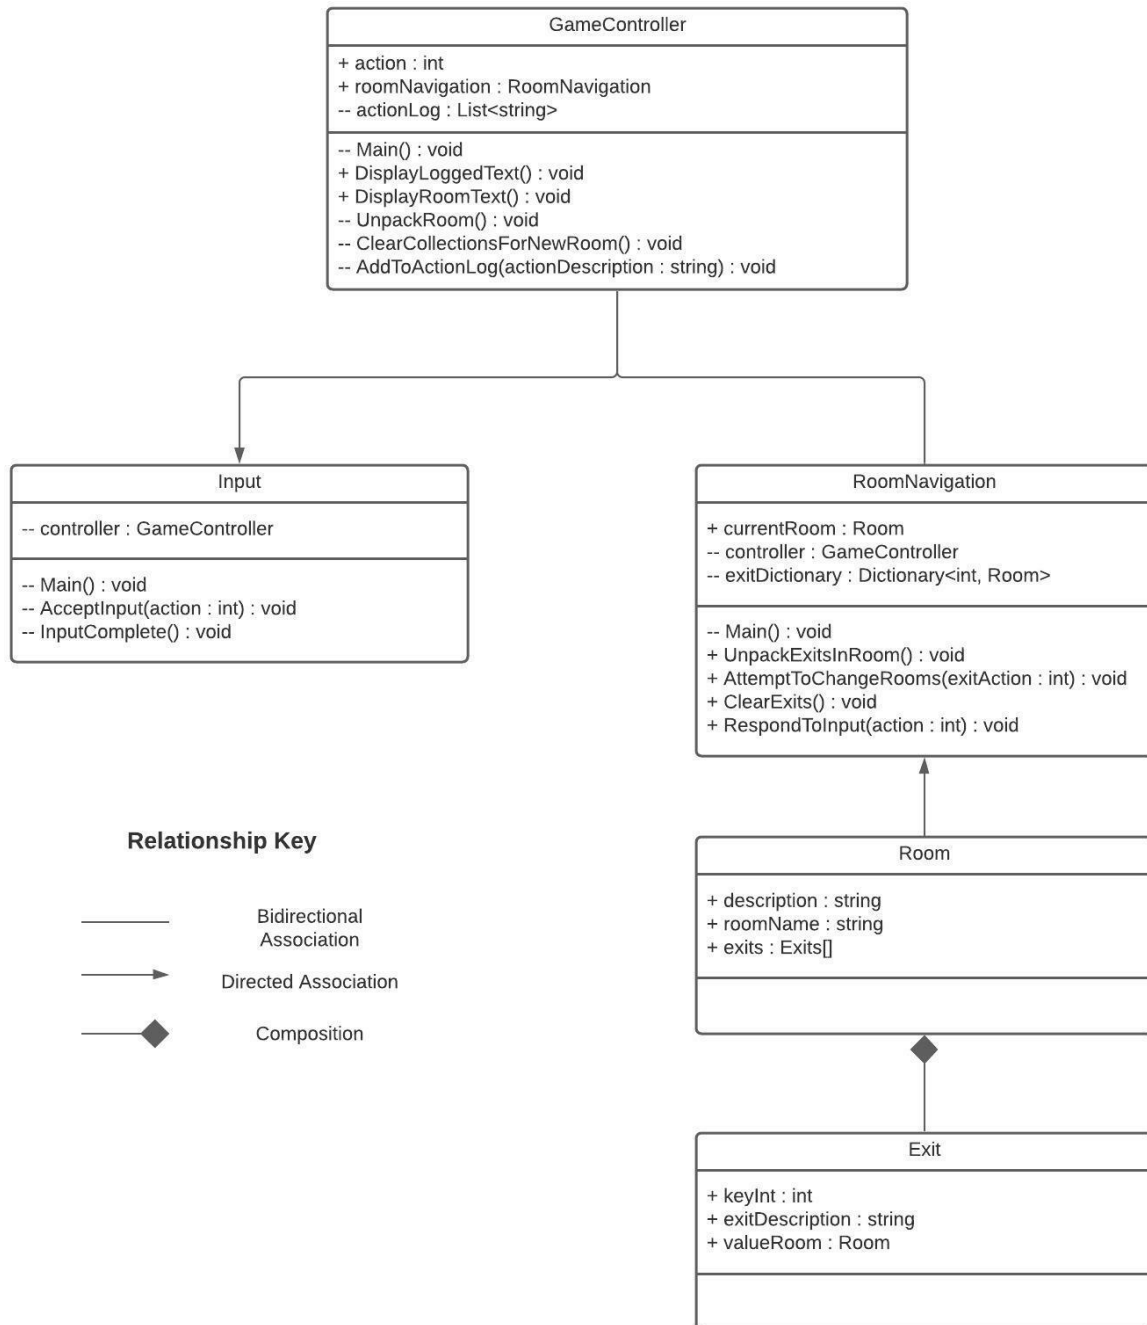 GameController
+ action : int
+ roomNavigation : RoomNavigation
-- actionLog : List<string>
-- Main() : void
+ DisplayLoggedText() : void
+ DisplayRoomText() : void
-- UnpackRoom() : void
-- ClearCollectionsForNewRoom() : void
-- AddToActionLog(actionDescription : string) : void
Input
-- controller : GameController
-- Main() : void
-- AcceptInput(action : int) : void
-- InputComplete() : void
RoomNavigation
+ currentRoom : Room
-- controller : GameController
-- exitDictionary : Dictionary<int, Room>
-- Main() : void
+ UnpackExitsInRoom() : void
+ AttemptToChangeRooms(exitAction : int) : void
+ ClearExits() : void
+ RespondToInput(action : int) : void
Relationship Key
Bidirectional
Association
Directed Association
Composition
Room
+ description : string
+ roomName : string
+ exits : Exits[]
Exit
+ keyInt : int
+ exitDescription : string
+ valueRoom : Room